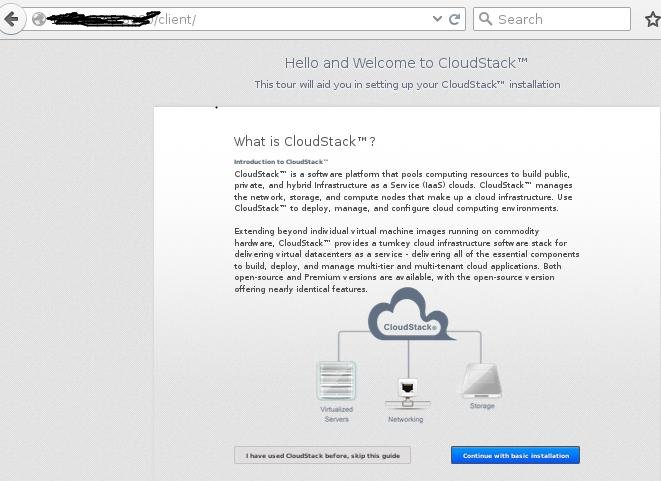 /client/
Search
Hello and Welcome to CloudStack™
This tour will aid you in setting up your CloudStack™ installation
What is CloudStack™?
Introduction to CloudStack™
CloudStack™ is a software platform that pools computing resources to build public,
private, and hybrid Infrastructure as a Service (IaaS) clouds. CloudStack™ manages
the network, storage, and compute nodes that make up a cloud infrastructure. Use
CloudStack™ to deploy, manage, and configure cloud computing environments.
Extending beyond individual virtual machine images running on commodity
hardware, CloudStack™ provides a turnkey cloud infrastructure software stack for
delivering virtual datacenters as a service - delivering all of the essential components
to build, deploy, and manage multi-tier and multi-tenant cloud applications. Both
open-source and Premium versions are available, with the open-source version
offering nearly identical features.
CloudStack®
Virtualized
Servers
Networking
Storage
I have used CloudStack before, skip this guide
Continue with basic installation